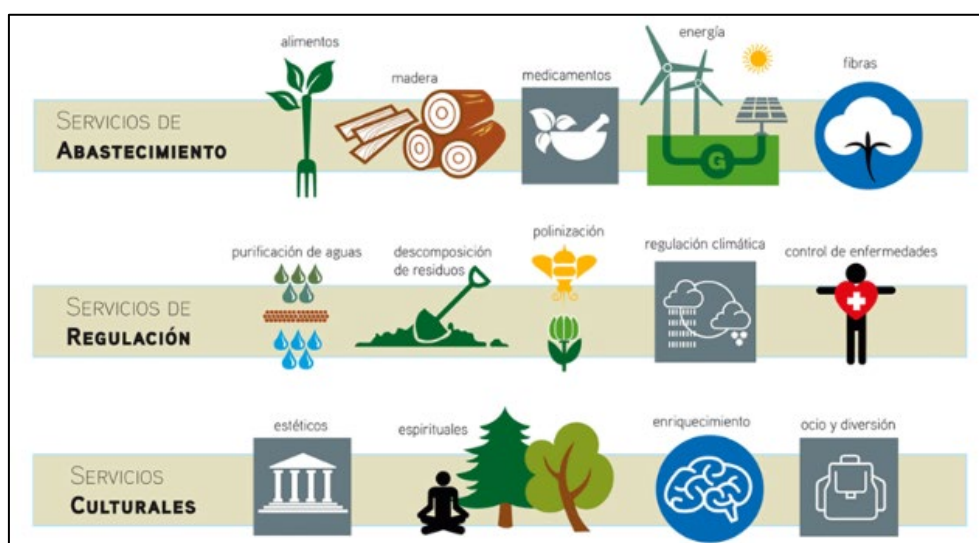 alimentos
madera
medicamentos
energía
fibras
SERVICIOS DE
ABASTECIMIENTO
G
purificación de aguas
descomposición
de residuos
polinización
regulación climática
control de enfermedades
SERVICIOS DE
REGULACIÓN
estéticos
espirituales
enriquecimiento
ocio y diversión
SERVICIOS
CULTURALES